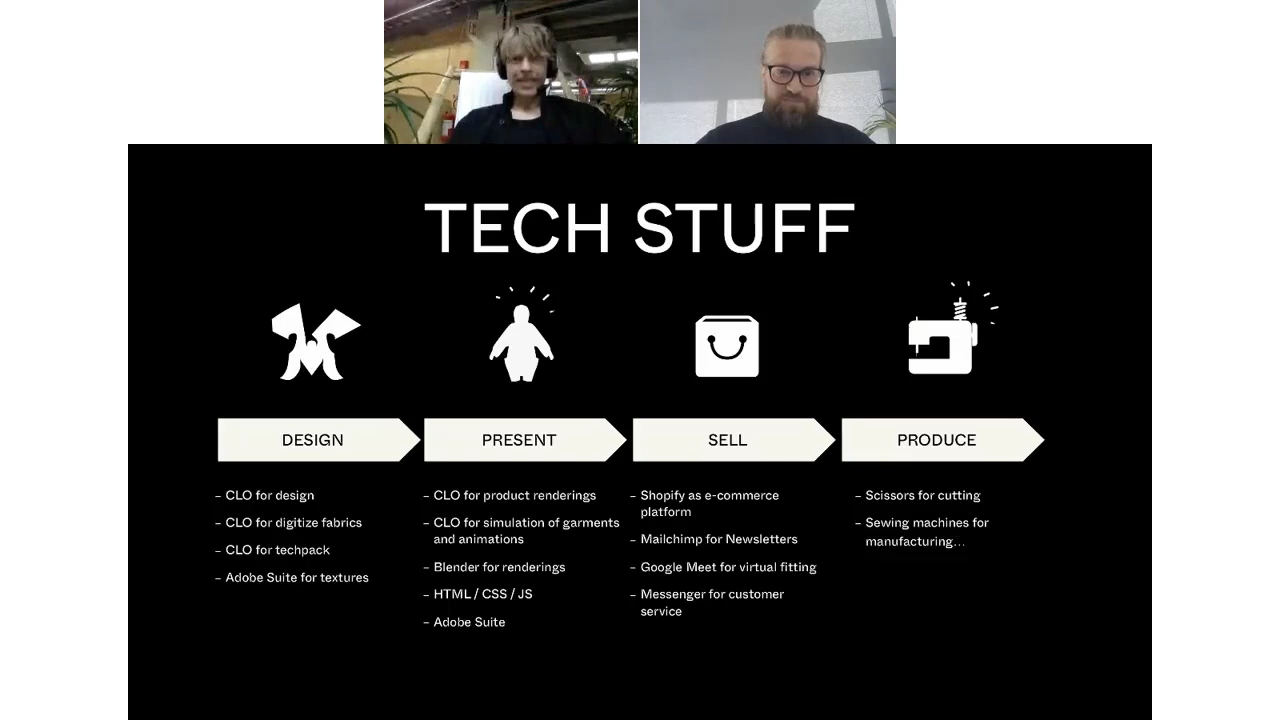 TECH STUFF
DESIGN
– CLO for design
– CLO for digitize fabrics
– CLO for techpack
– Adobe Suite for textures
PRESENT
– CLO for product renderings
– CLO for simulation of garments
and animations
– Blender for renderings
– HTML / CSS / JS
– Adobe Suite
SELL
– Shopify as e-commerce
platform
– Mailchimp for Newsletters
– Google Meet for virtual fitting
– Messenger for customer
service
PRODUCE
– Scissors for cutting
– Sewing machines for
manufacturing...